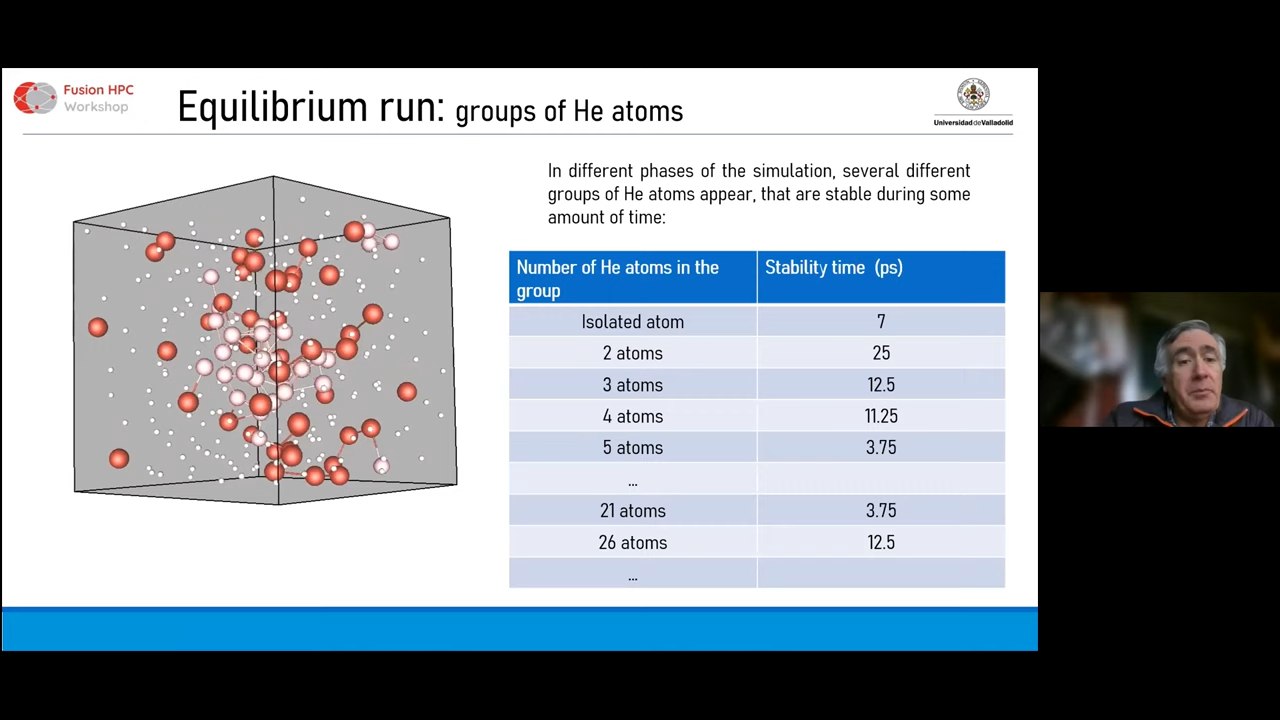 Fusion HPC
Workshop
Equilibrium run: groups of He atoms
Universidad de Valladolid
In different phases of the simulation, several different
groups of He atoms appear, that are stable during some
amount of time:
Number of He atoms in the
group
Stability time (ps)
Isolated atom 7
2 atoms 25
3 atoms 12.5
4 atoms 11.25
5 atoms 3.75
...
21 atoms 3.75
26 atoms 12.5
...